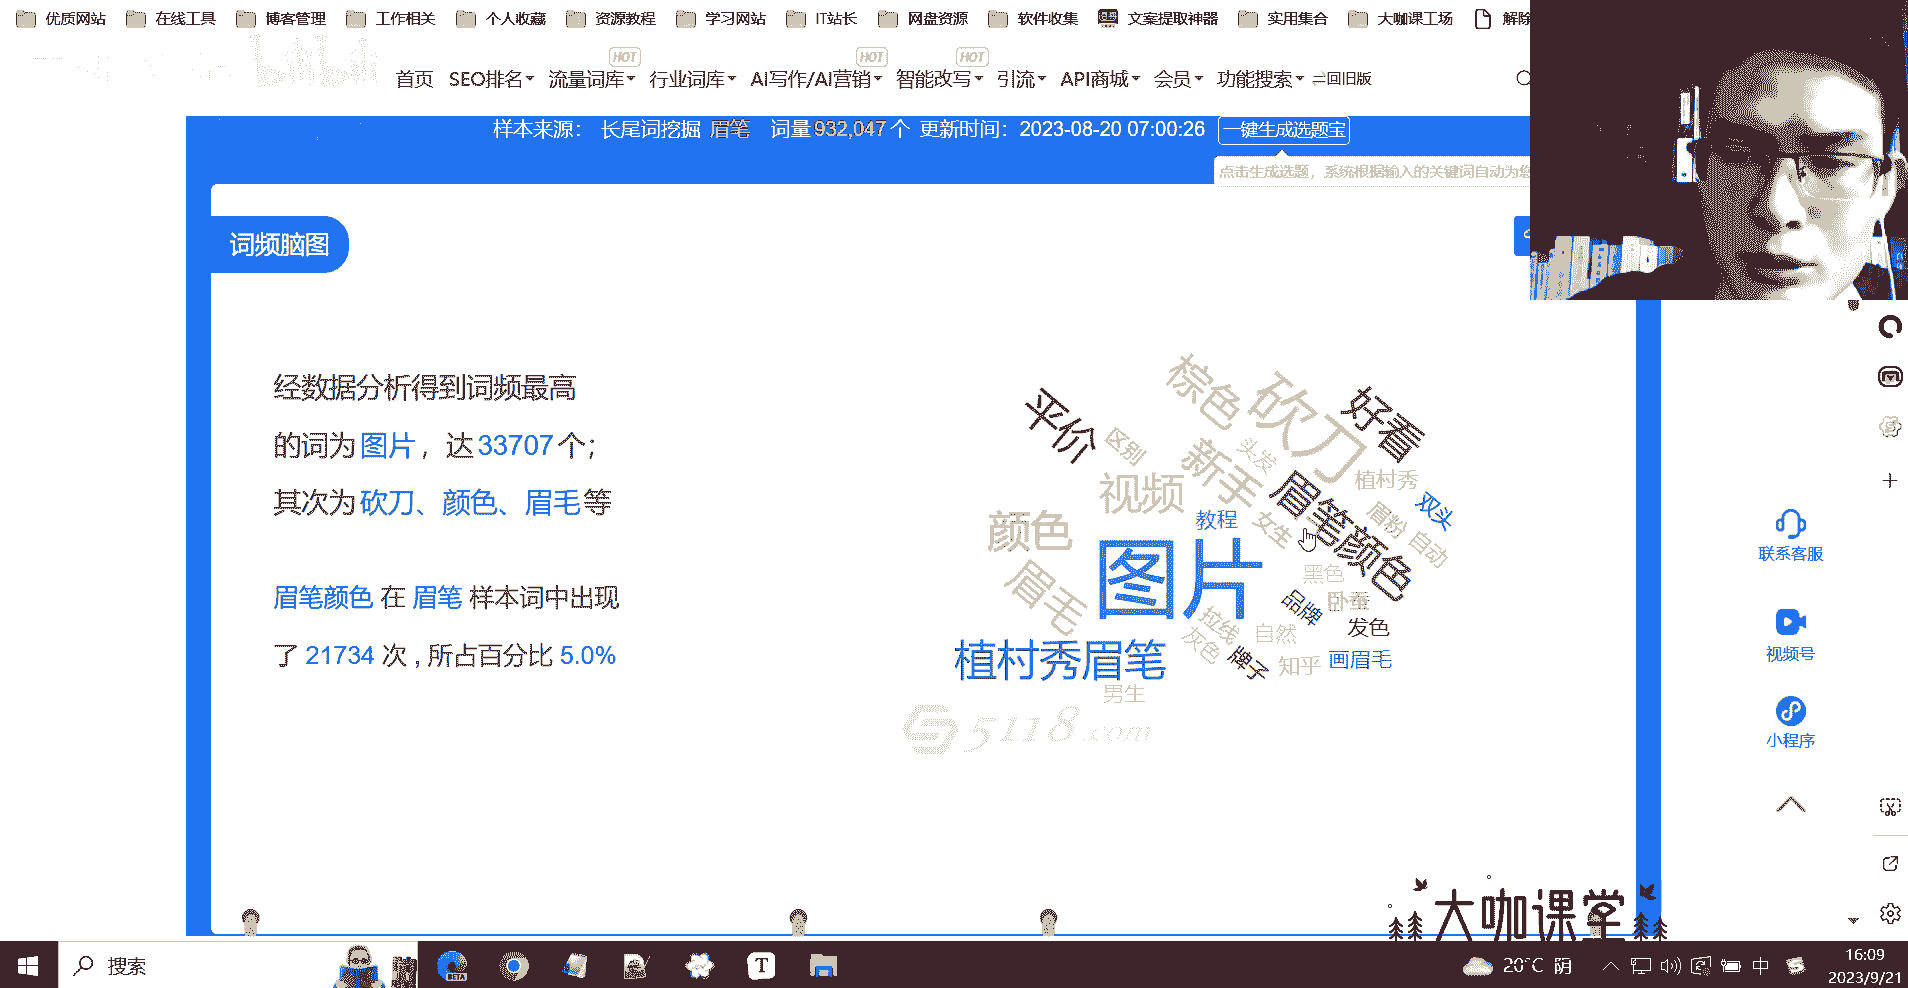 优质网站 在线工具 博客管理 工作相关 个人收藏 资源教程 学习网站 IT站长 网盘资源 软件收集 文案提取神器 实用集合 大咖课工场 解除
bilibili
HOT HOT HOT
首页 SEO排名 流量词库 行业词库 AI写作/AI营销 智能改写 引流 API商城 会员 功能搜索 回旧版
样本来源： 长尾词挖掘 眉笔 词量932,047个 更新时间：2023-08-20 07:00:26 一键生成选题宝
点击生成选题，系统根据输入的关键词自动为您
词频脑图
经数据分析得到词频最高
的词为 图片 ，达 33707 个；
其次为 砍刀、颜色、眉毛 等
眉笔颜色 在 眉笔 样本词中出现
了 21734 次 , 所占百分比 5.0%
棕色
砍刀
好看
平价
区别
头发
新手
植村秀
视频
眉笔颜色
双头
教程
女生
眉粉
自动
颜色
图片
黑色
眉毛
品牌
卧蚕
拉线
自然
发色
灰色
植村秀眉笔
牌子
知乎
画眉毛
男生
5118.com
联系客服
视频号
小程序
大咖课堂
搜索
BETA
T
20°C 阴
中
16:09
2023/9/21